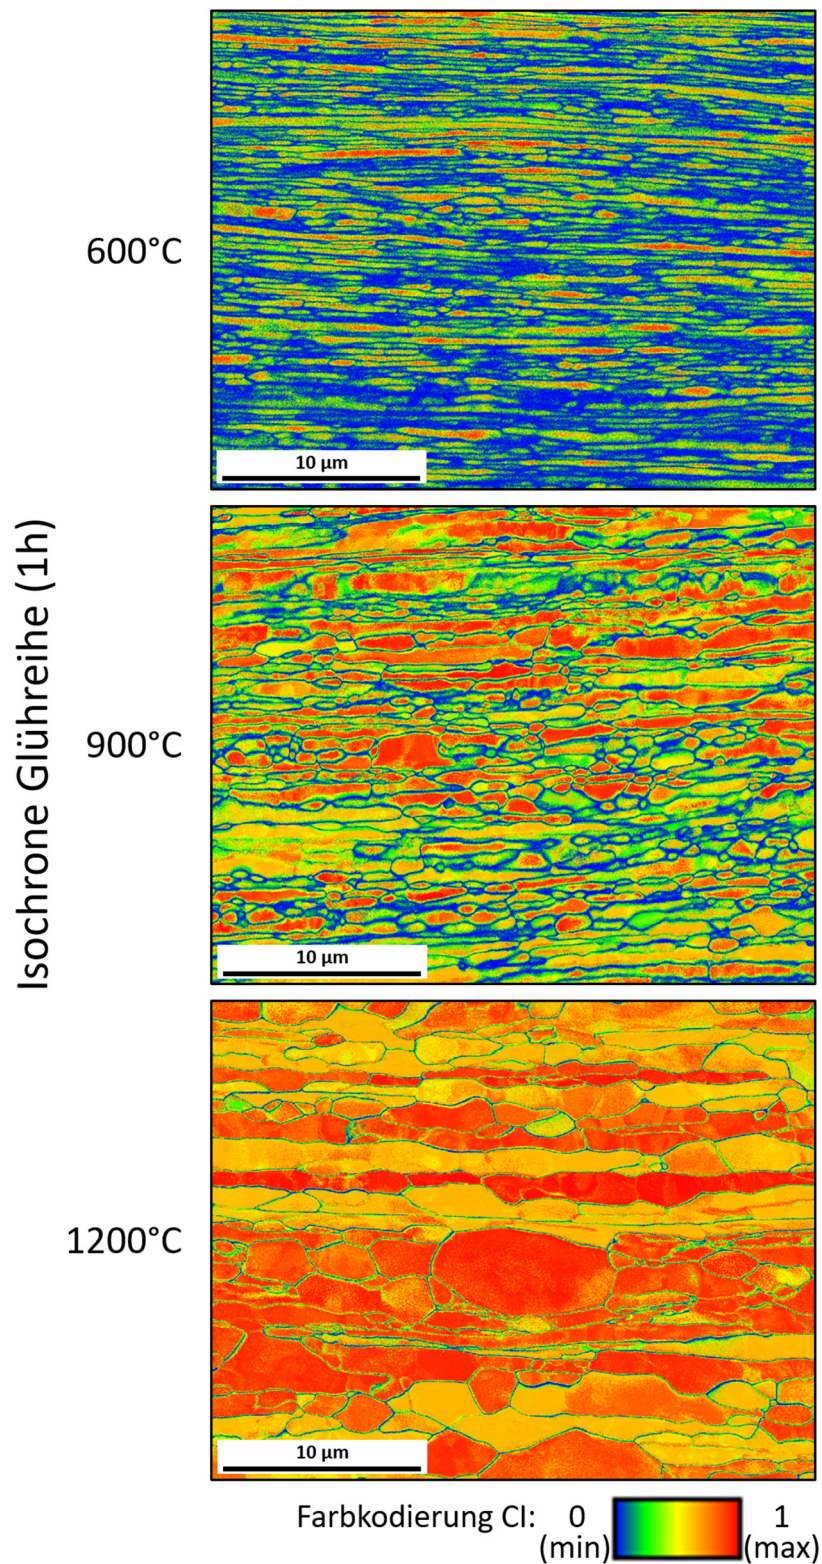 Isochrone Glühreihe (1h)
600°C
10 µm
900°C
10 µm
1200°C
10 µm
Farbkodierung CI: 0 1
(min) (max)